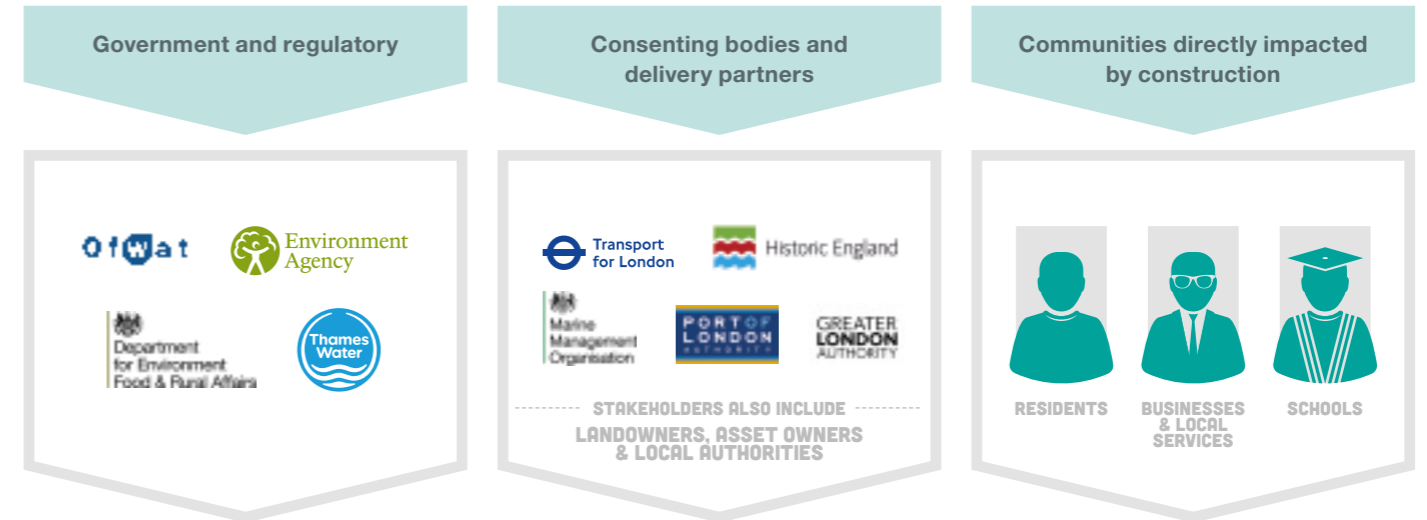 Government and regulatory
Consenting bodies and
delivery partners
Communities directly impacted
by construction
Ofwat
Environment
Agency
Department
for Environment
Food & Rural Affairs
Thames
Water
Transport
for London
Historic England
Marine
Management
Organisation
PORT OF
LONDON
AUTHORITY
GREATER
LONDON
AUTHORITY
STAKEHOLDERS ALSO INCLUDE
LANDOWNERS, ASSET OWNERS
& LOCAL AUTHORITIES
RESIDENTS
BUSINESSES
& LOCAL
SERVICES
SCHOOLS